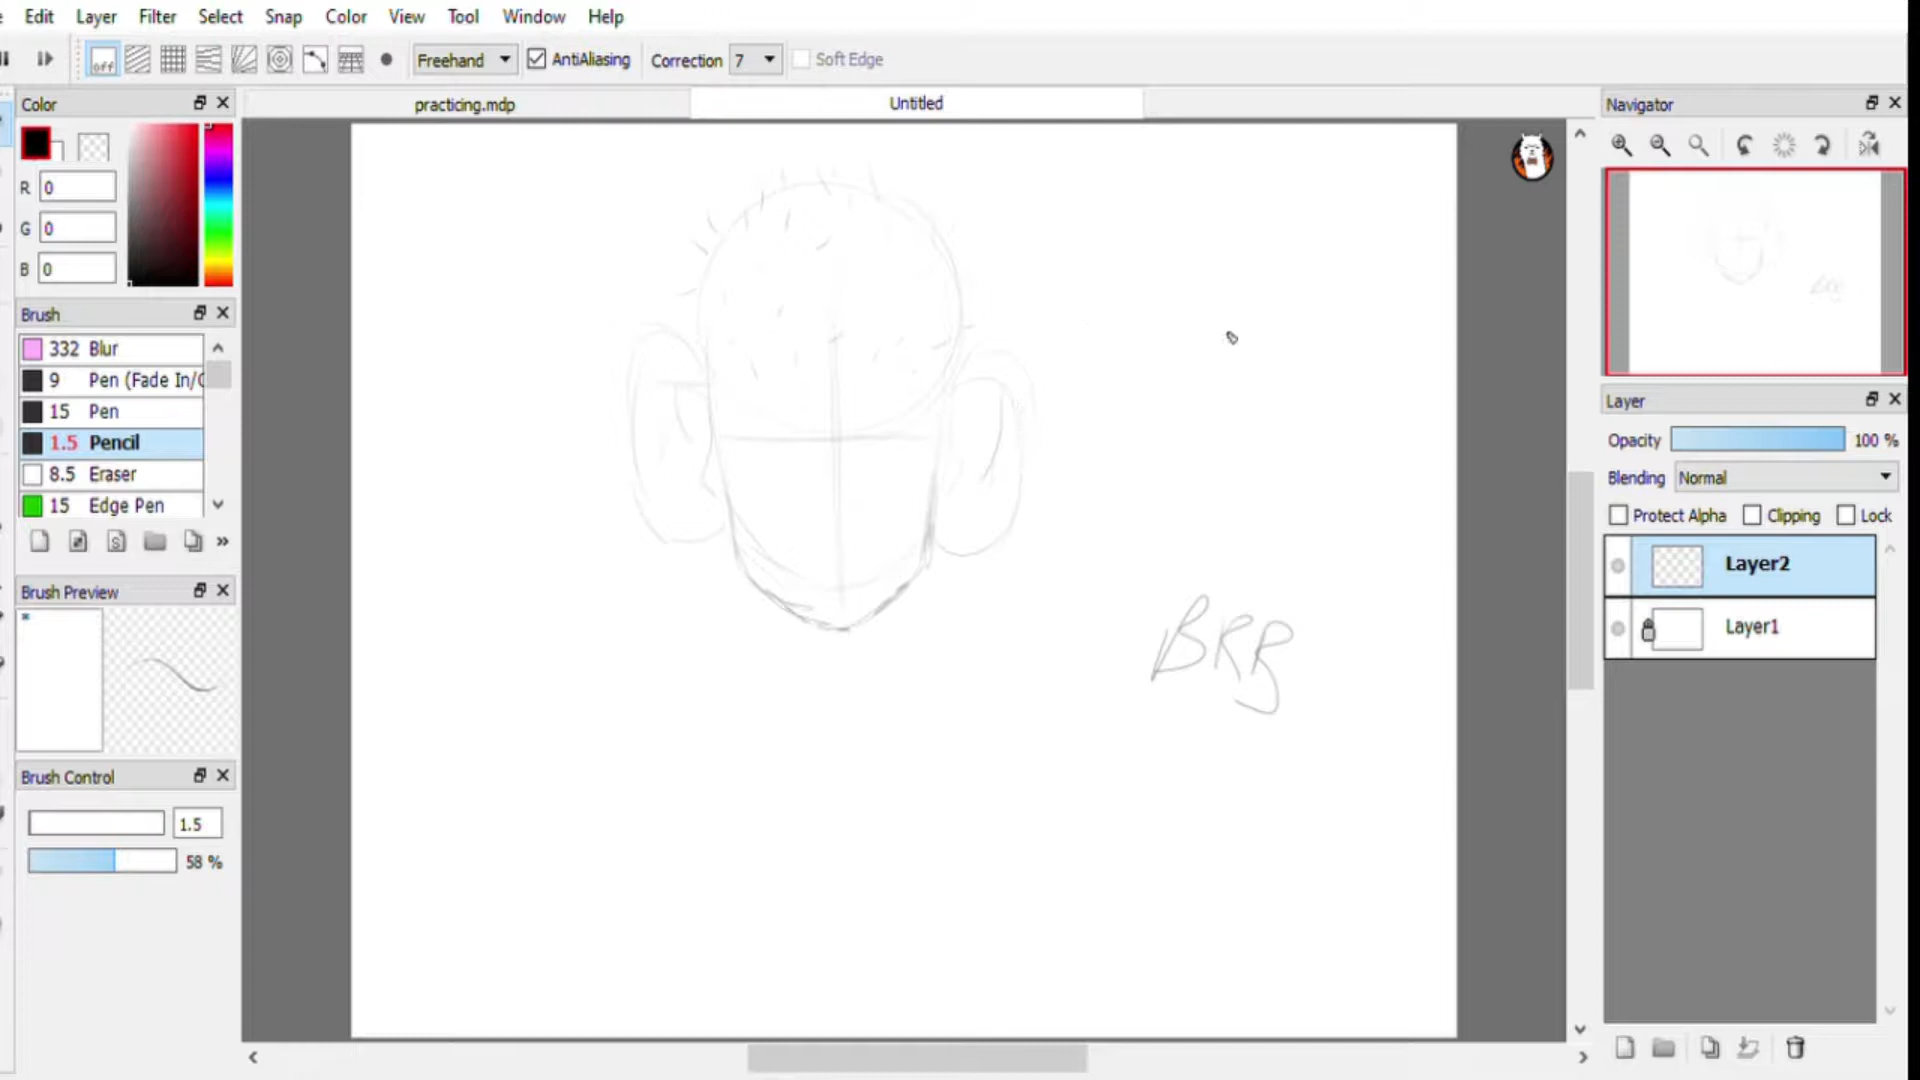 Edit Layer Filter Select Snap Color View Tool Window Help
off Freehand AntiAliasing Correction 7 Soft Edge
Color
practicing.mdp
Untitled
Navigator
R 0
G 0
B 0
Brush
332 Blur
9 Pen (Fade In/
15 Pen
1.5 Pencil
8.5 Eraser
15 Edge Pen
S
Brush Preview
Brush Control
1.5
58 %
BRB
Layer
Opacity 100 %
Blending Normal
Protect Alpha Clipping Lock
Layer2
Layer1